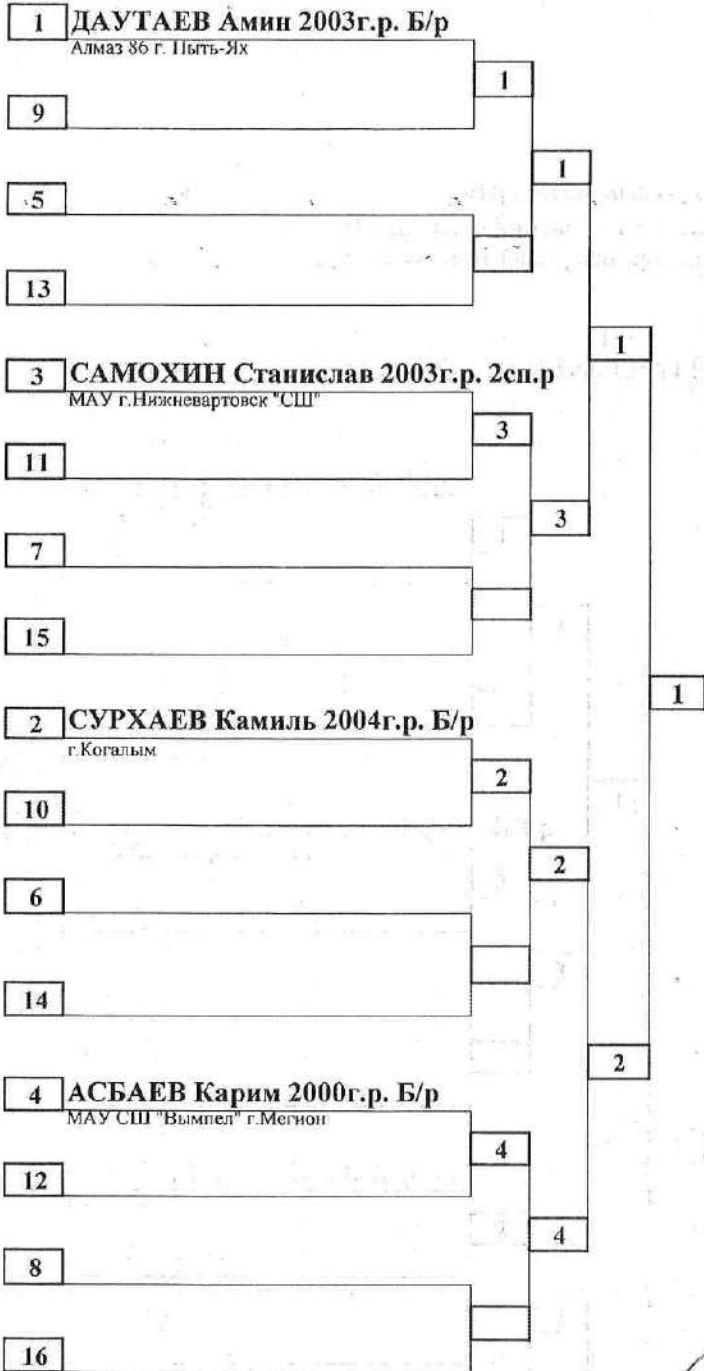 1 ДАУТАЕВ Амин 2003г.р. Б/р
Алмаз 86 г. Пыть-Ях
1
9
1
5
13
1
3 САМОХИН Станислав 2003г.р. 2сп.р
МАУ г.Нижневартовск "СШ"
3
11
3
7
15
1
2 СУРХАЕВ Камиль 2004г.р. Б/р
г.Когалым
2
10
2
6
14
2
4 АСБАЕВ Карим 2000г.р. Б/р
МАУ СШ "Вымпел" г.Мегион
4
12
4
8
16